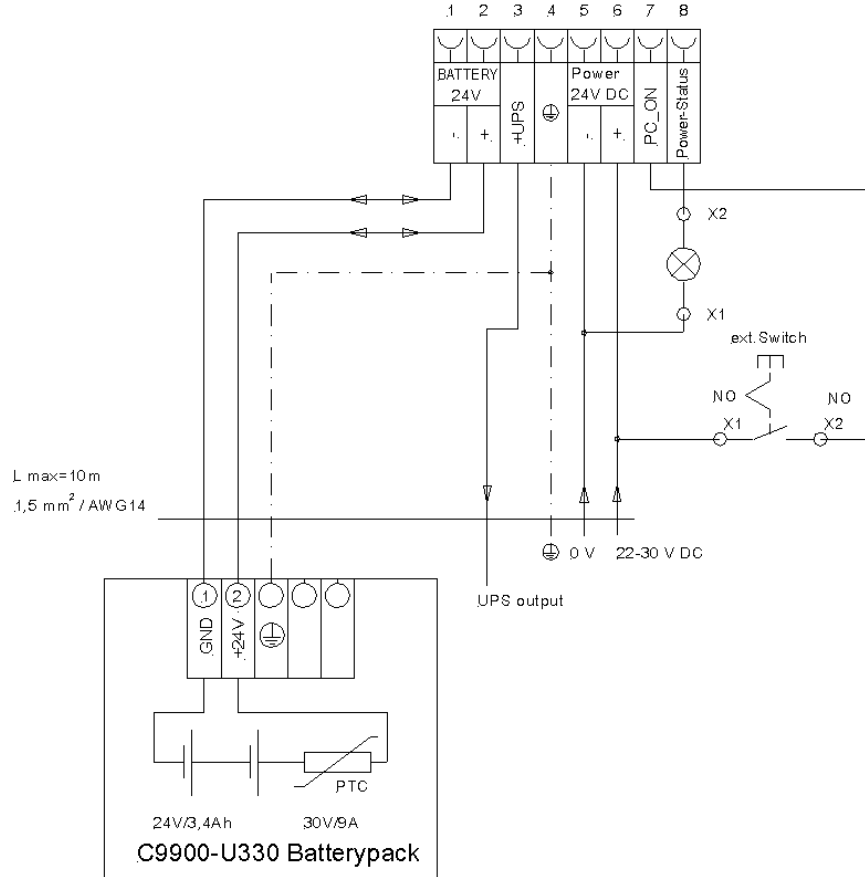 1 2 3 4 5 6 7 8
BATTERY
24V
- +
+UPS
Power
24V DC
- +
PC_ON
Power-Status
X2
X1
ext.Switch
NO NO
X1 X2
L max=10m
1,5 mm² / AWG14
0 V 22-30 V DC
UPS output
1 2
GND
+24V
PTC
24V/3,4Ah 30V/9A
C9900-U330 Batterypack